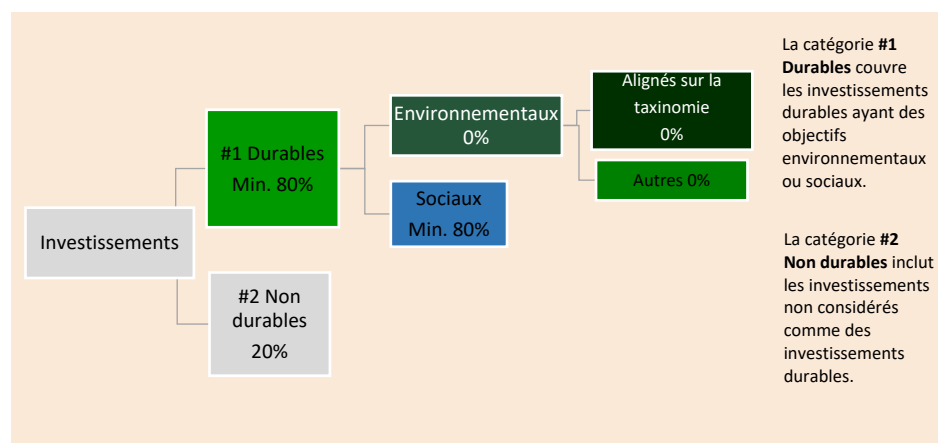 Investissements
#1 Durables
Min. 80%
#2 Non
durables
20%
Environnementaux
0%
Sociaux
Min. 80%
Alignés sur la
taxinomie
0%
Autres 0%
La catégorie #1
Durables couvre
les investissements
durables ayant des
objectifs
environnementaux
ou sociaux.
La catégorie #2
Non durables inclut
les investissements
non considérés
comme des
investissements
durables.